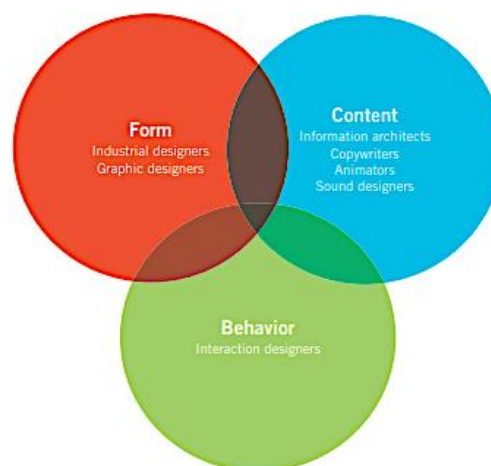 Form
Industrial designers
Graphic designers
Content
Information architects
Copywriters
Animators
Sound designers
Behavior
Interaction designers